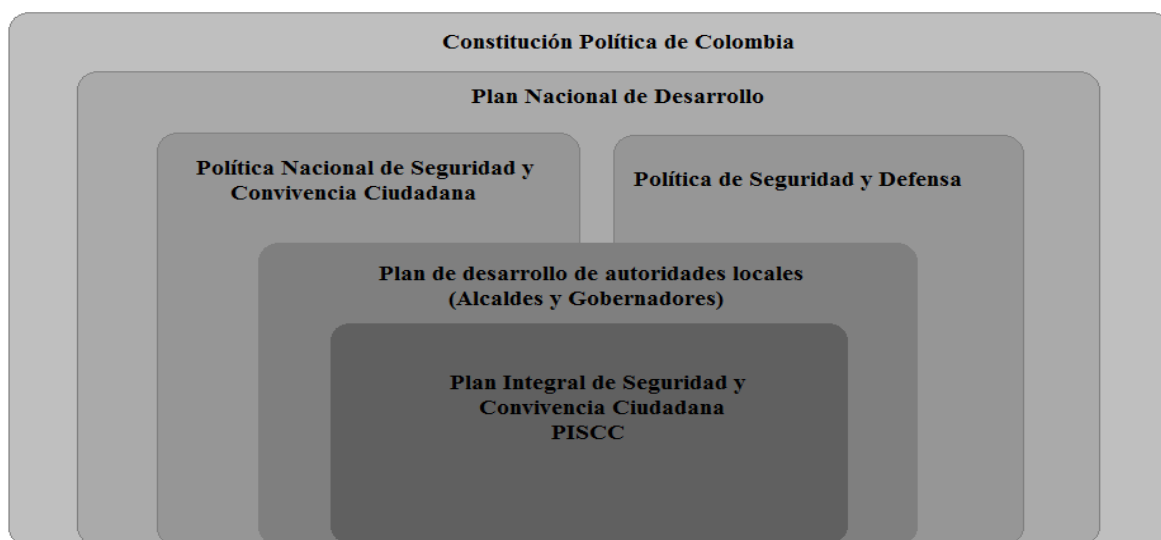 Constitución Política de Colombia
Plan Nacional de Desarrollo
Política Nacional de Seguridad y
Convivencia Ciudadana
Política de Seguridad y Defensa
Plan de desarrollo de autoridades locales
(Alcaldes y Gobernadores)
Plan Integral de Seguridad y
Convivencia Ciudadana
PISCC